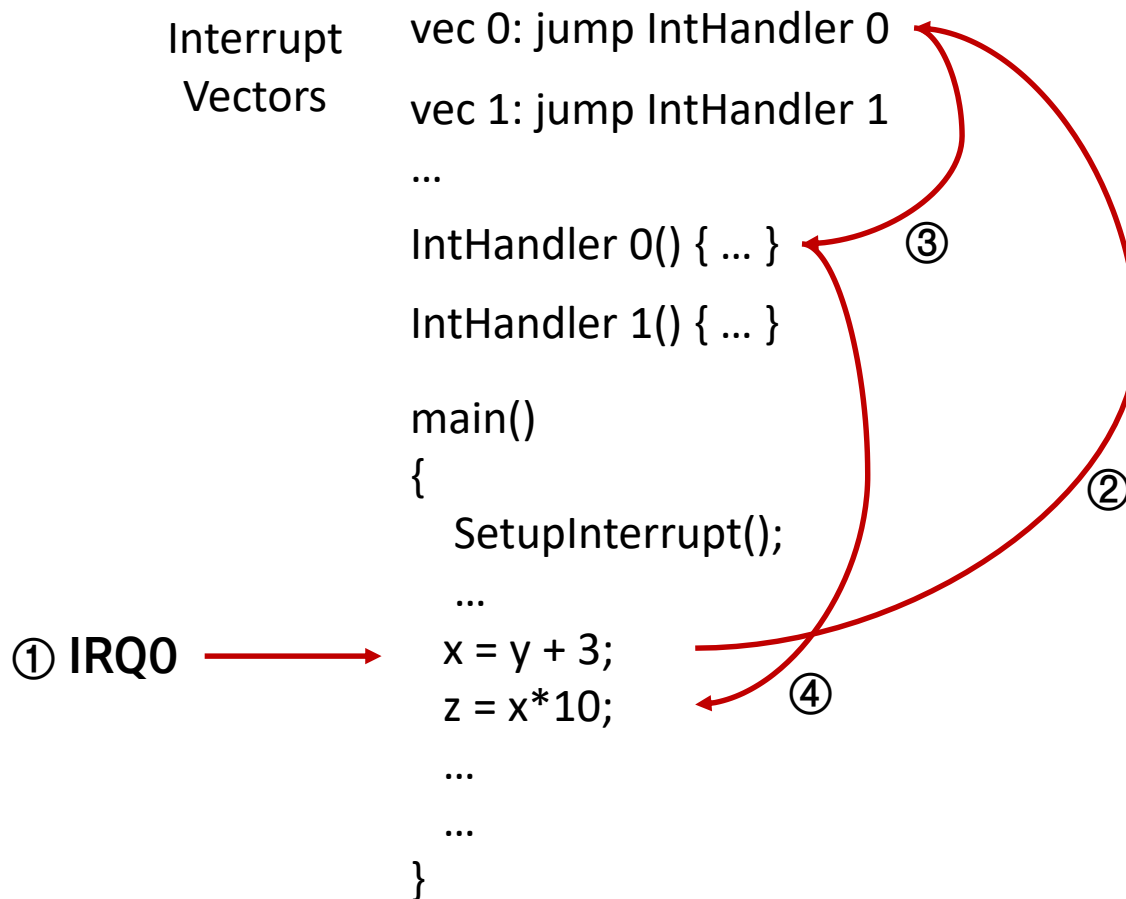 Interrupt
Vectors
vec 0: jump IntHandler 0
vec 1: jump IntHandler 1
…
IntHandler 0() { … }
③
IntHandler 1() { … }
main()
{
②
SetupInterrupt();
…
① IRQ0
x = y + 3;
z = x*10;
④
…
…
}